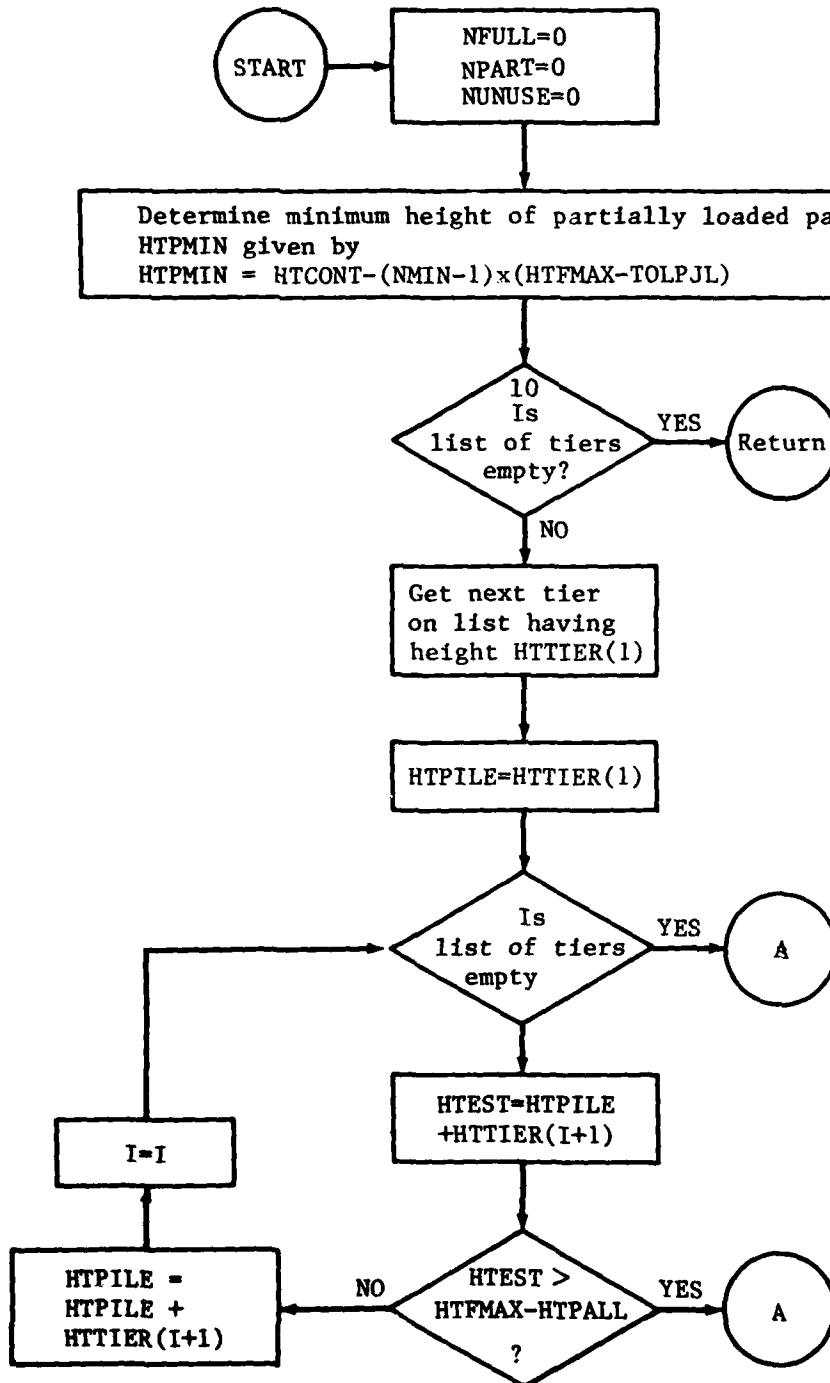 START
NFULL=0
NPART=0
NUNUSE=0
Determine minimum height of partially loaded pa
HTPMIN given by
HTPMIN = HTCONT-(NMIN-1)x(HTFMAX-TOLPJL)
10
Is
list of tiers
empty?
YES
Return
NO
Get next tier
on list having
height HTTIER(1)
HTPILE=HTTIER(1)
Is
list of tiers
empty
YES
A
HTEST=HTPILE
+HTTIER(I+1)
I=I
HTPILE =
HTPILE +
HTTIER(I+1)
NO
HTEST >
HTFMAX-HTPALL
?
YES
A